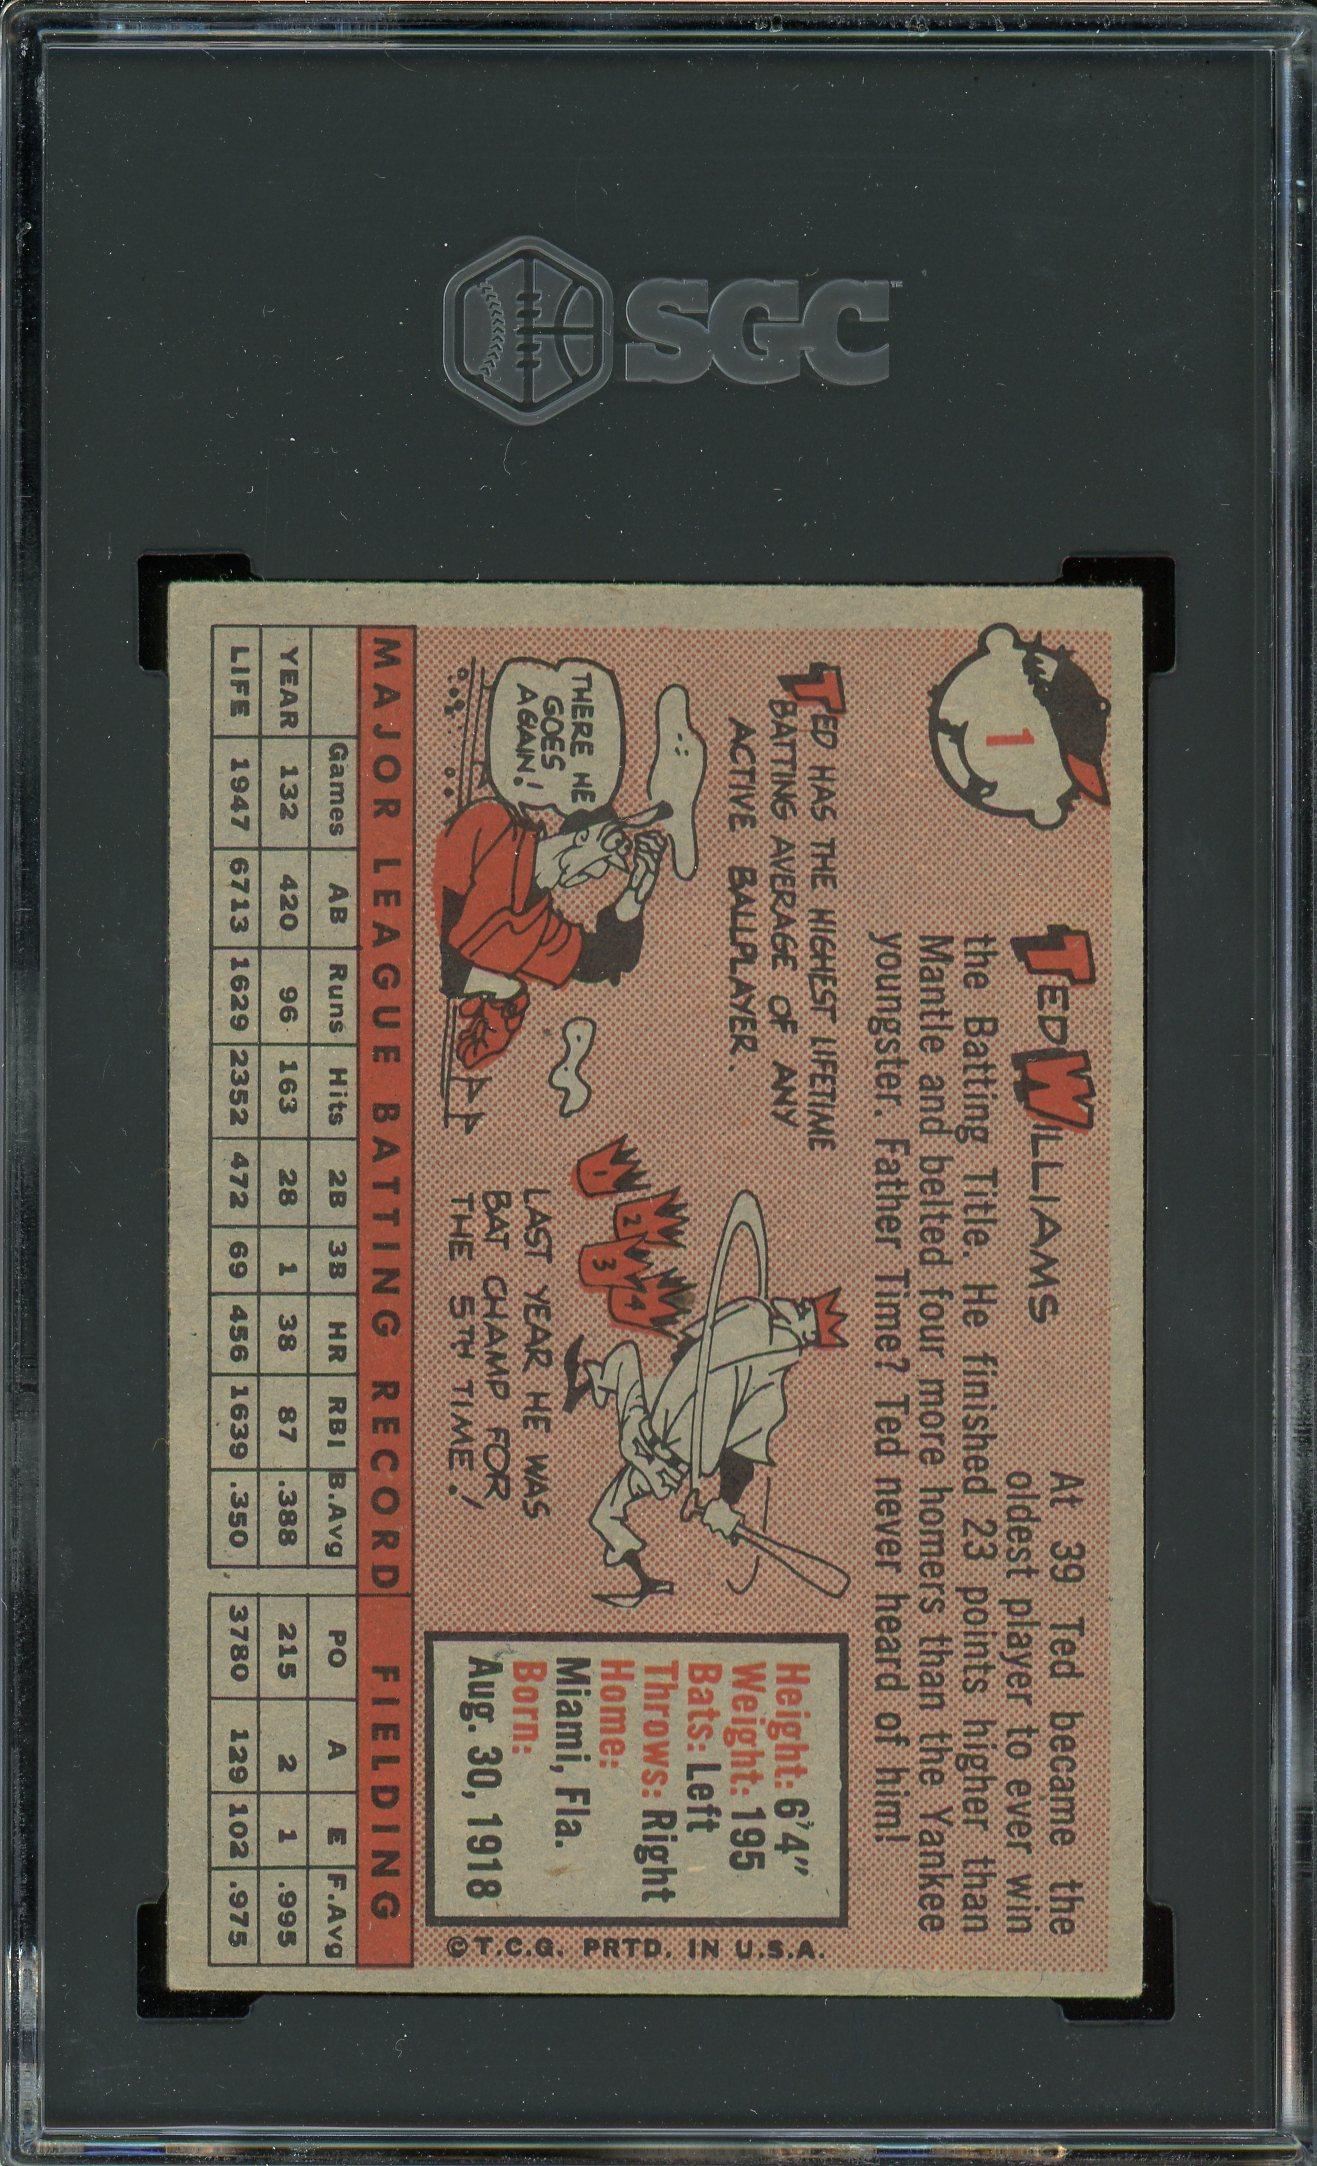 SGC
1
TED WILLIAMS
At 39 Ted became the
oldest player to ever win
the Batting Title. He finished 23 points higher than
Mantle and belted four more homers than the Yankee
youngster. Father Time? Ted never heard of him!
TED HAS THE HIGHEST LIFETIME
BATTING AVERAGE OF ANY
ACTIVE BALLPLAYER.
THERE HE
GOES
AGAIN!
1
2
3
4
LAST YEAR HE WAS
BAT CHAMP FOR
THE 5TH TIME!
Height: 6'4"
Weight: 195
Bats: Left
Throws: Right
Home:
Miami, Fla.
Born:
Aug. 30, 1918
©T.C.G. PRTD. IN U.S.A.
MAJOR LEAGUE BATTING RECORD FIELDING
Games AB Runs Hits 2B 3B HR RBI B.Avg PO A E F.Avg
YEAR 132 420 96 163 28 1 38 87 .388 215 2 1 .995
LIFE 1947 6713 1629 2352 472 69 456 1639 .350 3780 129 102 .975